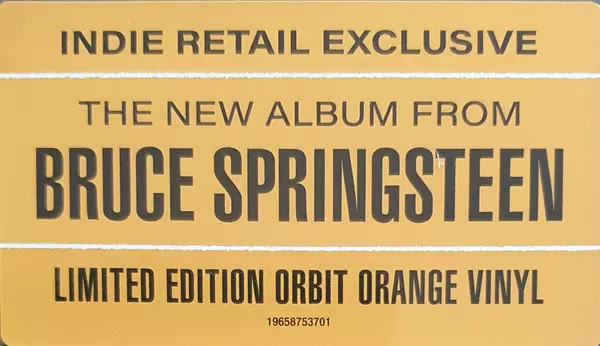 INDIE RETAIL EXCLUSIVE
THE NEW ALBUM FROM
BRUCE SPRINGSTEEN
LIMITED EDITION ORBIT ORANGE VINYL
19658753701